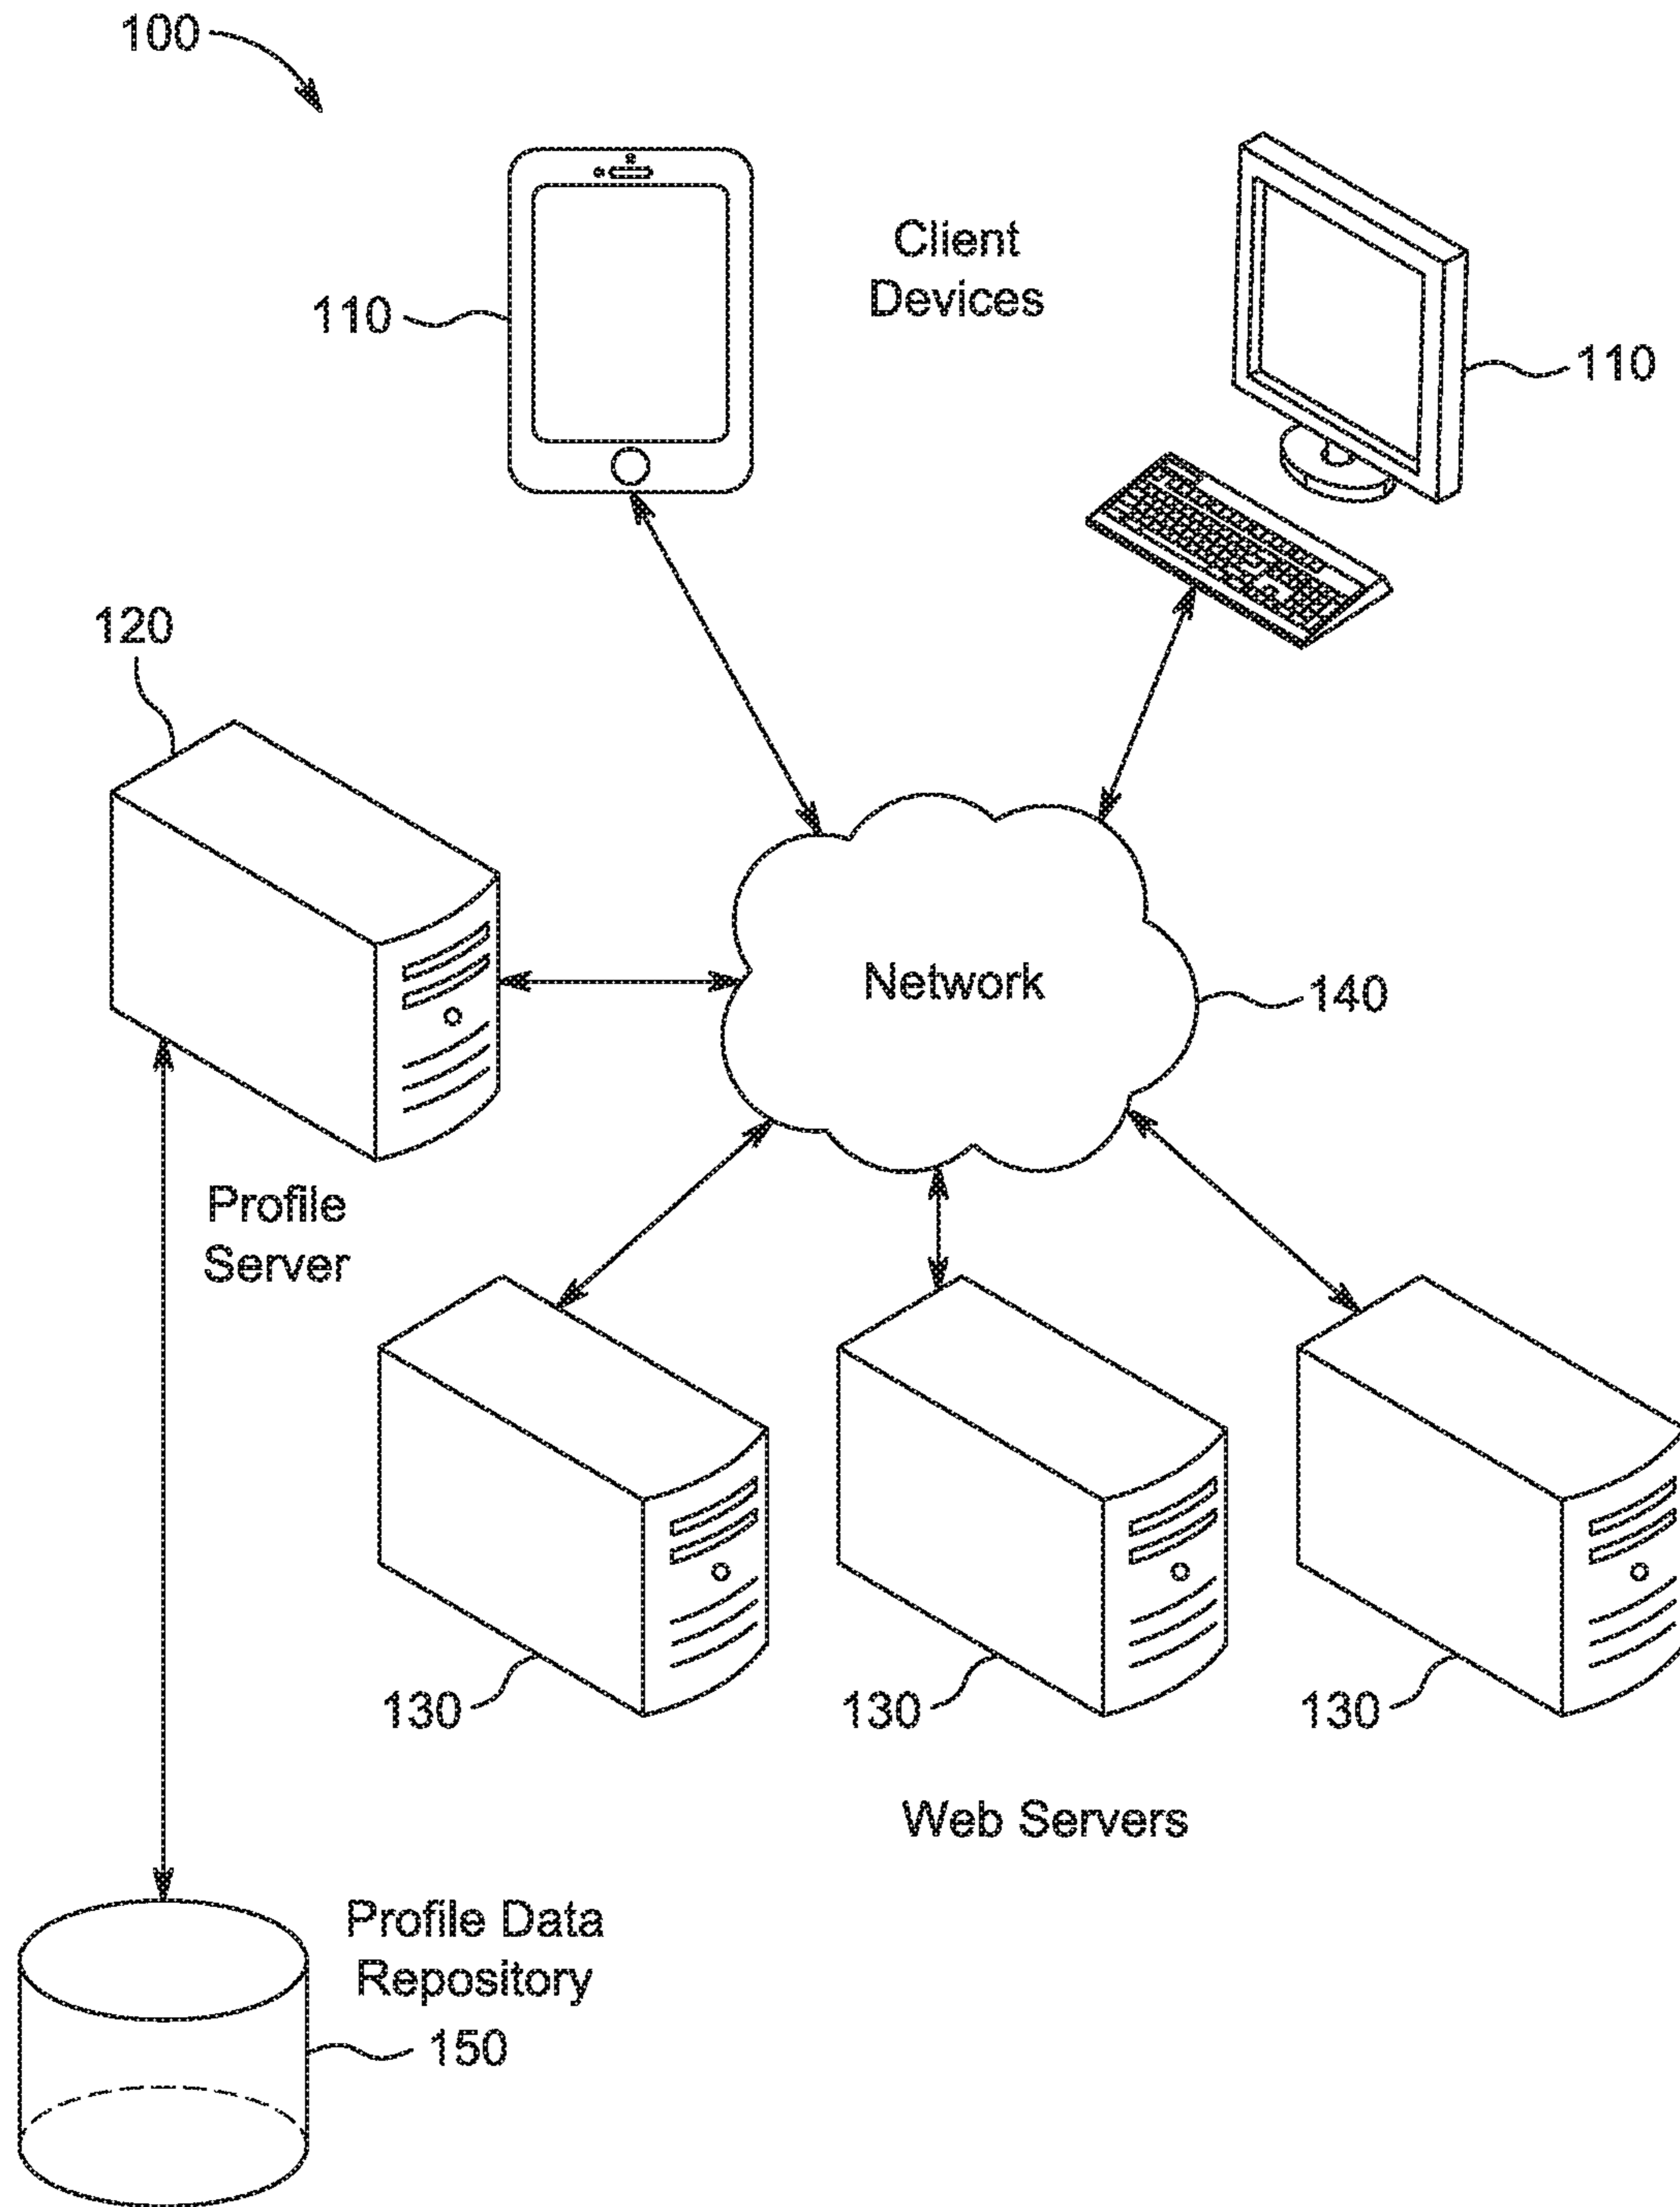 100
Client
Devices
110
110
120
Network
140
Profile
Server
130
130
130
Web Servers
Profile Data
Repository
150